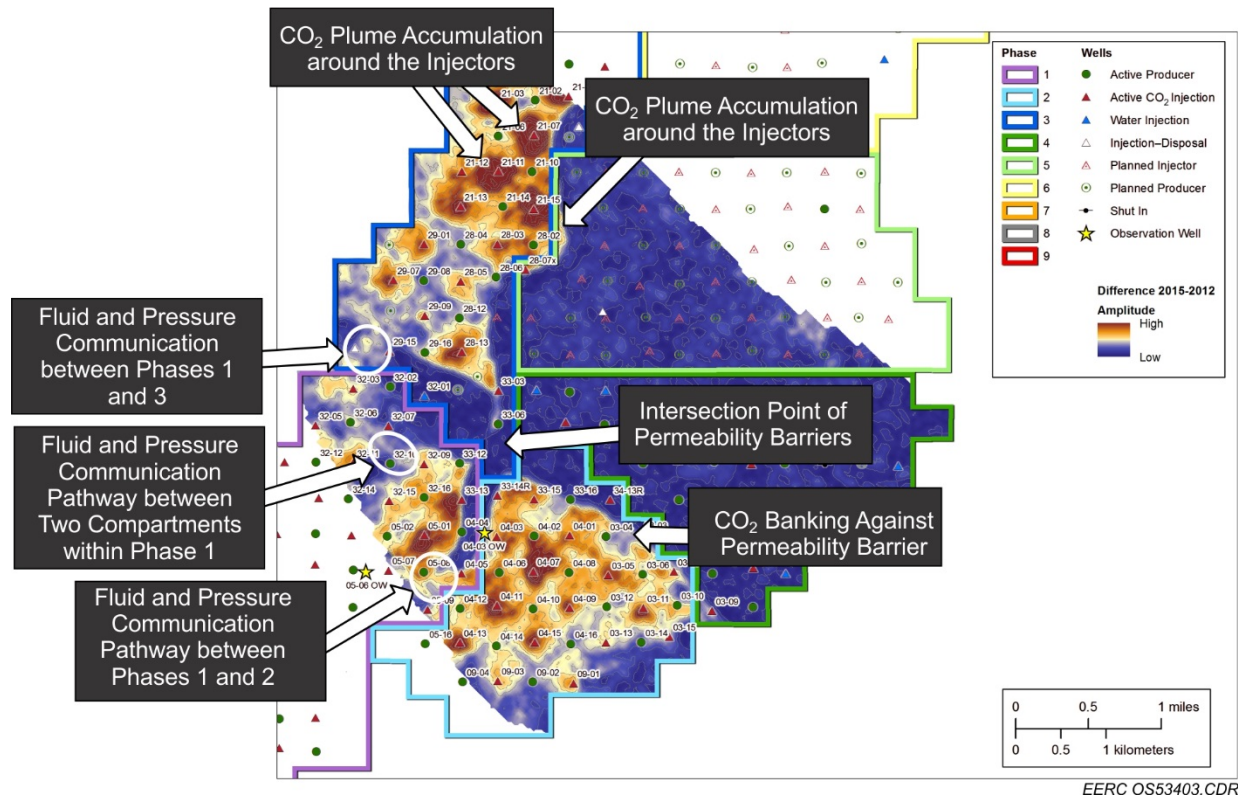 CO₂ Plume Accumulation
around the Injectors
CO₂ Plume Accumulation
around the Injectors
Fluid and Pressure
Communication
between Phases 1
and 3
Fluid and Pressure
Communication
Pathway between
Two Compartments
within Phase 1
Fluid and Pressure
Communication
Pathway between
Phases 1 and 2
Intersection Point of
Permeability Barriers
CO₂ Banking Against
Permeability Barrier
21-03 21-02
21-07
21-12 21-11 21-10
21-13 21-14 21-15
29-01 28-04 28-03 28-02
28-07x
29-07 29-08 28-05 28-06
29-09 28-12
29-15 29-16 28-13
32-03 32-02 32-01 33-03
32-05 32-06 32-07 33-06
32-12 32-10 32-09 33-12
32-14 32-15 32-16 33-13 33-14R 33-15 33-16 34-13R
05-02 05-01 04-04 04-03 04-02 04-01 03-04
04-03 OW
05-07 04-05 04-06 04-07 04-08 03-05 03-06
05-06 OW
04-12 04-11 04-10 04-09 03-12 03-11 03-10 03-09
05-16 04-13 04-14 04-15 04-16 03-13 03-14 03-15
09-04 09-03 09-02 09-01
Phase
1
2
3
4
5
6
7
8
9
Wells
Active Producer
Active CO₂ Injection
Water Injection
Injection–Disposal
Planned Injector
Planned Producer
Shut In
Observation Well
Difference 2015-2012
Amplitude
High
Low
0 0.5 1 miles
0 0.5 1 kilometers
EERC OS53403.CDR